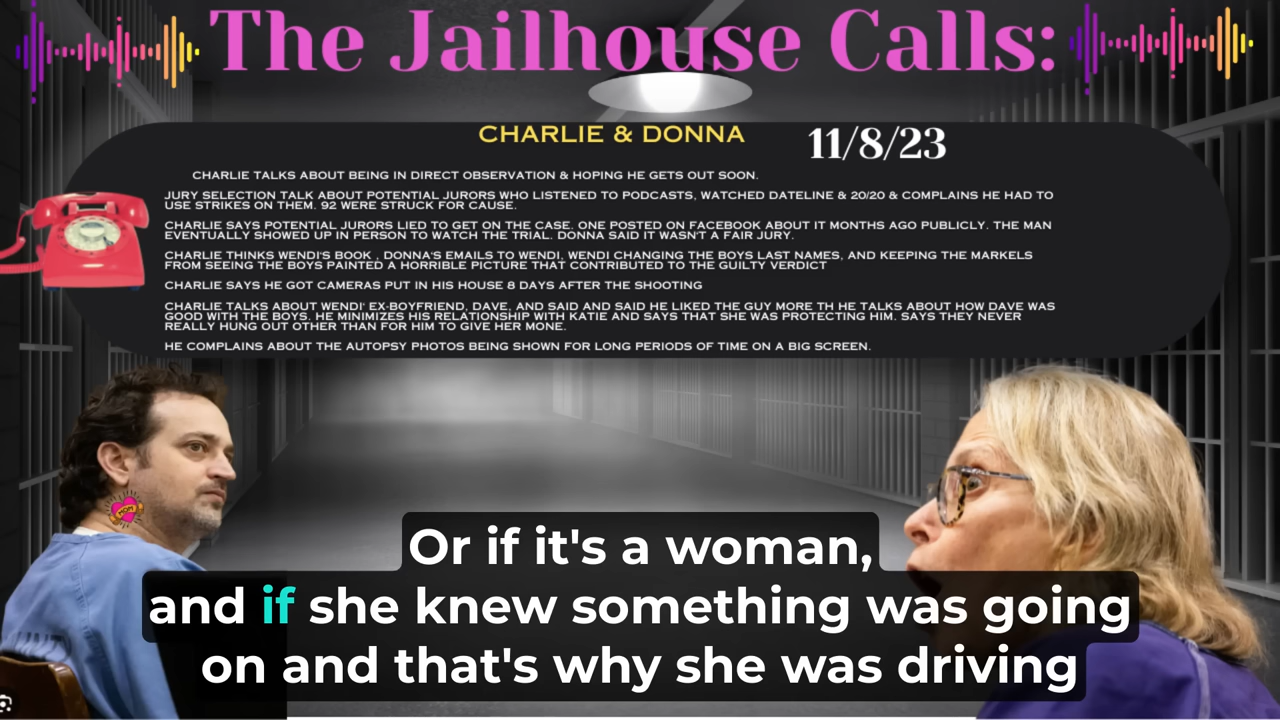 The Jailhouse Calls:
CHARLIE & DONNA
11/8/23
CHARLIE TALKS ABOUT BEING IN DIRECT OBSERVATION & HOPING HE GETS OUT SOON.
JURY SELECTION TALK ABOUT POTENTIAL JURORS WHO LISTENED TO PODCASTS, WATCHED DATELINE & 20/20 & COMPLAINS HE HAD TO
USE STRIKES ON THEM. 92 WERE STRUCK FOR CAUSE.
CHARLIE SAYS POTENTIAL JURORS LIED TO GET ON THE CASE. ONE POSTED ON FACEBOOK ABOUT IT MONTHS AGO PUBLICLY. THE MAN
EVENTUALLY SHOWED UP IN PERSON TO WATCH THE TRIAL. DONNA SAID IT WASN'T A FAIR JURY.
CHARLIE THINKS WENDI'S BOOK , DONNA'S EMAILS TO WENDI, WENDI CHANGING THE BOYS LAST NAMES, AND KEEPING THE MARKELS
FROM SEEING THE BOYS PAINTED A HORRIBLE PICTURE THAT CONTRIBUTED TO THE GUILTY VERDICT
CHARLIE SAYS HE GOT CAMERAS PUT IN HIS HOUSE 8 DAYS AFTER THE SHOOTING
CHARLIE TALKS ABOUT WENDI' EX-BOYFRIEND, DAVE, AND SAID AND SAID HE LIKED THE GUY MORE TH HE TALKS ABOUT HOW DAVE WAS
GOOD WITH THE BOYS. HE MINIMIZES HIS RELATIONSHIP WITH KATIE AND SAYS THAT SHE WAS PROTECTING HIM. SAYS THEY NEVER
REALLY HUNG OUT OTHER THAN FOR HIM TO GIVE HER MONE.
HE COMPLAINS ABOUT THE AUTOPSY PHOTOS BEING SHOWN FOR LONG PERIODS OF TIME ON A BIG SCREEN.
MOM
Or if it's a woman,
and if she knew something was going
on and that's why she was driving